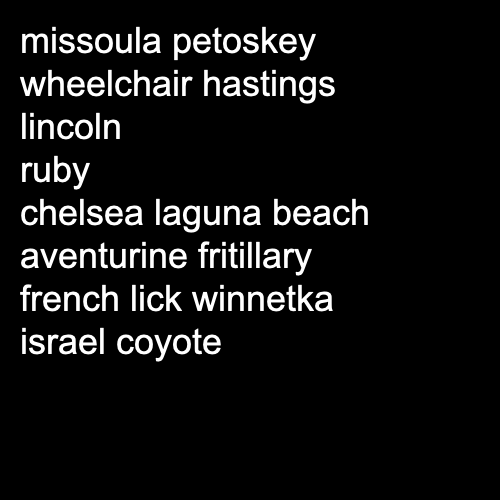 missoula petoskey
wheelchair hastings
lincoln
ruby
chelsea laguna beach
aventurine fritillary
french lick winnetka
israel coyote